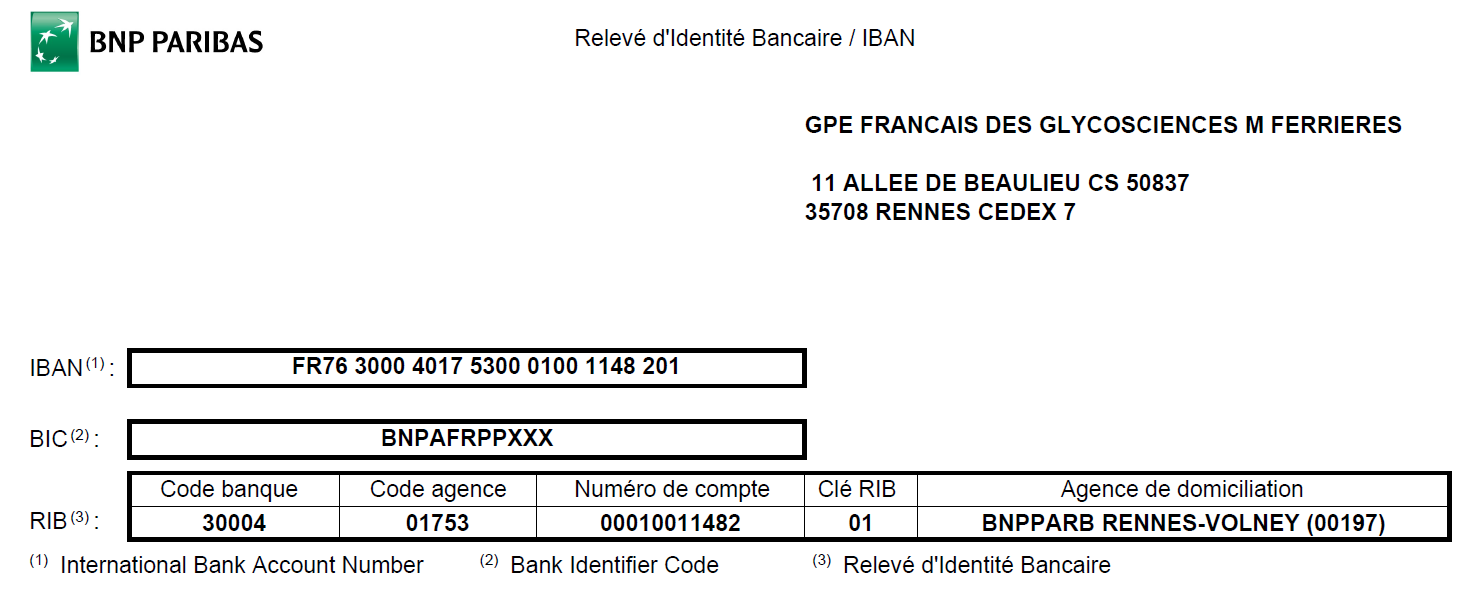 BNP PARIBAS
Relevé d'Identité Bancaire / IBAN
GPE FRANCAIS DES GLYCOSCIENCES M FERRIERES
11 ALLEE DE BEAULIEU CS 50837
35708 RENNES CEDEX 7
IBAN (1) : FR76 3000 4017 5300 0100 1148 201
BIC (2) : BNPAFRPPXXX
Code banque Code agence Numéro de compte Clé RIB Agence de domiciliation
RIB (3) : 30004 01753 00010011482 01 BNPPARB RENNES-VOLNEY (00197)
(1) International Bank Account Number (2) Bank Identifier Code (3) Relevé d'Identité Bancaire